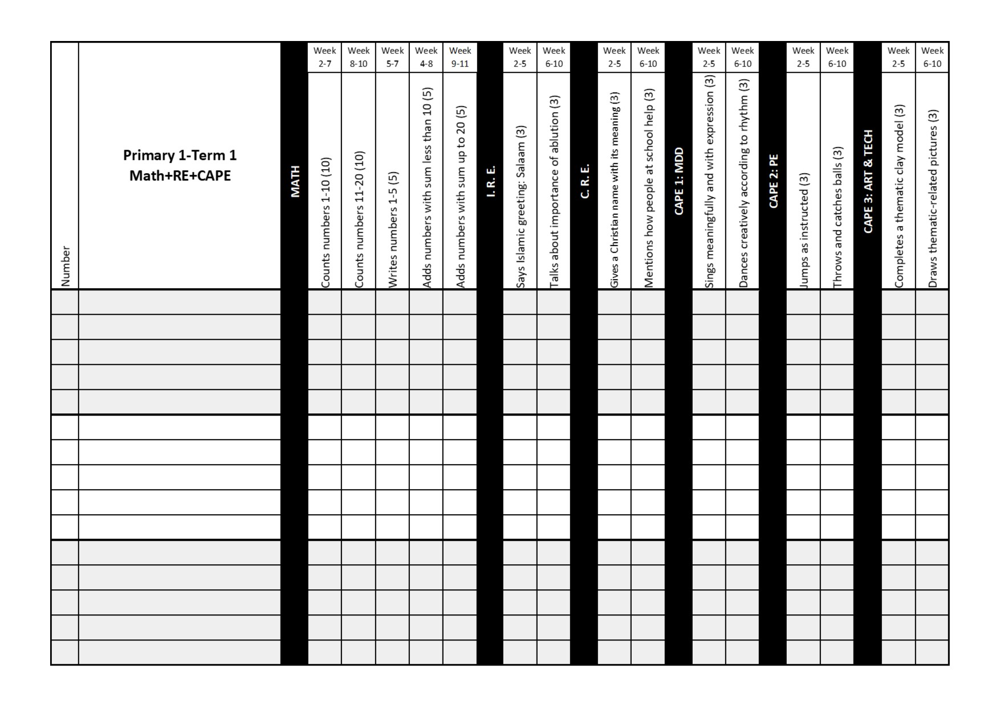 Number
Primary 1-Term 1
Math+RE+CAPE
MATH
Week
2-7
Counts numbers 1-10 (10)
Week
8-10
Counts numbers 11-20 (10)
Week
5-7
Writes numbers 1-5 (5)
Week
4-8
Adds numbers with sum less than 10 (5)
Week
9-11
Adds numbers with sum up to 20 (5)
I. R. E.
Week
2-5
Says Islamic greeting: Salaam (3)
Week
6-10
Talks about importance of ablution (3)
C. R. E.
Week
2-5
Gives a Christian name with its meaning (3)
Week
6-10
Mentions how people at school help (3)
CAPE 1: MDD
Week
2-5
Sings meaningfully and with expression (3)
Week
6-10
Dances creatively according to rhythm (3)
CAPE 2: PE
Week
2-5
Jumps as instructed (3)
Week
6-10
Throws and catches balls (3)
CAPE 3: ART & TECH
Week
2-5
Completes a thematic clay model (3)
Week
6-10
Draws thematic-related pictures (3)